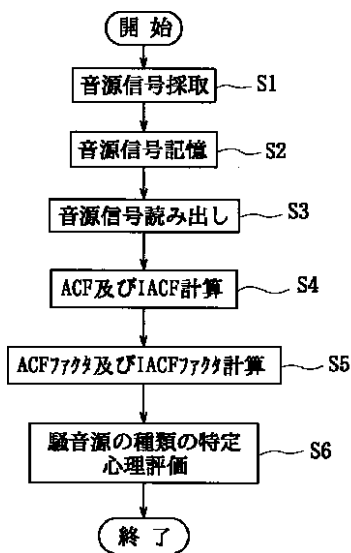 開始
音源信号採取 S1
音源信号記憶 S2
音源信号読み出し S3
ACF及びIACF計算 S4
ACFファクタ及びIACFファクタ計算 S5
騒音源の種類の特定
心理評価 S6
終了